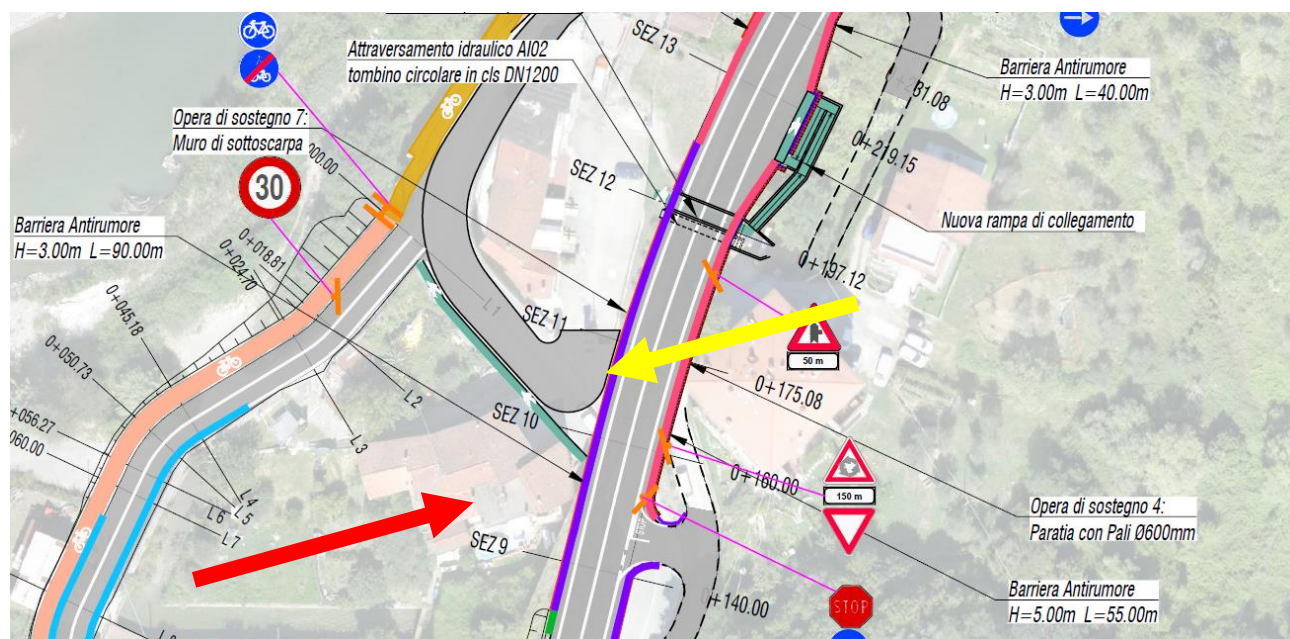 SEZ 13
Attraversamento idraulico AI02
tombino circolare in cls DN1200
Barriera Antirumore
H=3.00m L=40.00m
0+231.08
Opera di sostegno 7:
Muro di sottoscarpa
200.00
30
0+219.15
SEZ 12
Nuova rampa di collegamento
Barriera Antirumore
H=3.00m L=90.00m
0+018.81
0+024.70
0+197.12
L1
SEZ 11
50 m
0+045.18
0+050.73
0+175.08
L2
L3
SEZ 10
0+056.27
060.00
0+160.00
150 m
L4
L5
L6
L7
Opera di sostegno 4:
Paratia con Pali Ø600mm
SEZ 9
0+140.00
Barriera Antirumore
H=5.00m L=55.00m
STOP